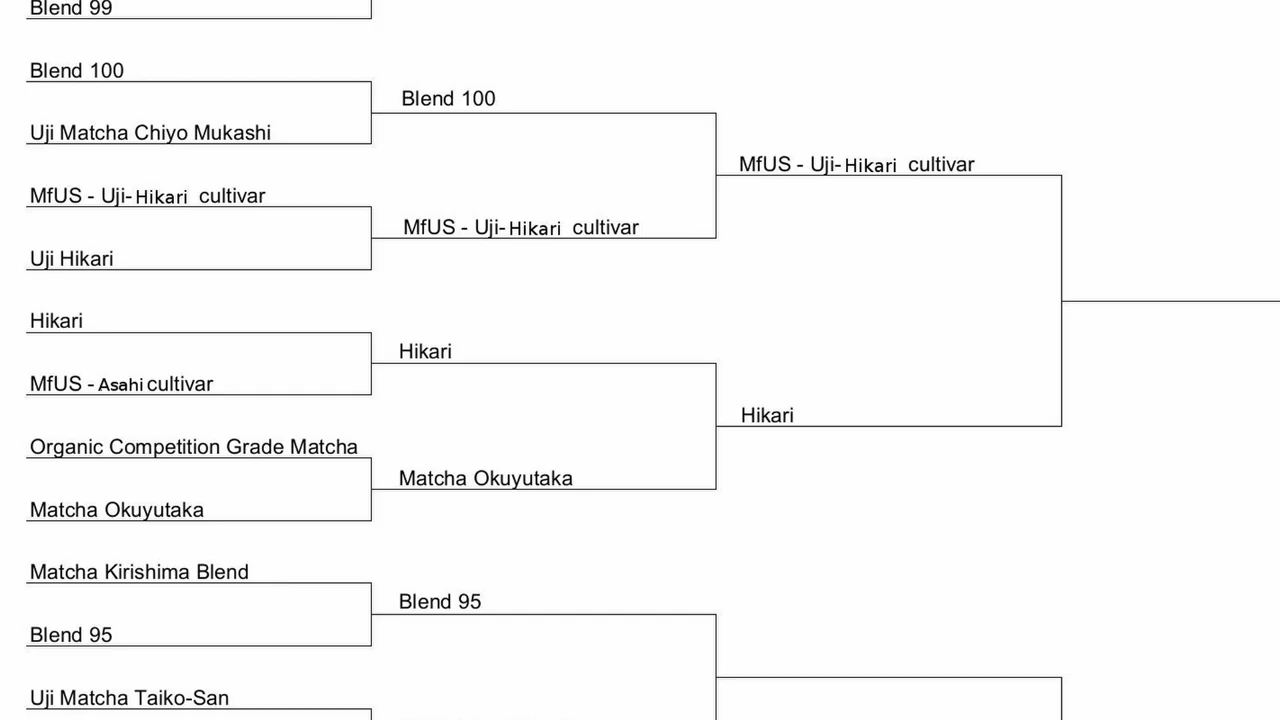 Blend 99
Blend 100
Uji Matcha Chiyo Mukashi
MfUS - Uji-Hikari cultivar
Uji Hikari
Hikari
MfUS - Asahi cultivar
Organic Competition Grade Matcha
Matcha Okuyutaka
Matcha Kirishima Blend
Blend 95
Uji Matcha Taiko-San
Blend 100
MfUS - Uji-Hikari cultivar
Hikari
Matcha Okuyutaka
Blend 95
MfUS - Uji-Hikari cultivar
Hikari